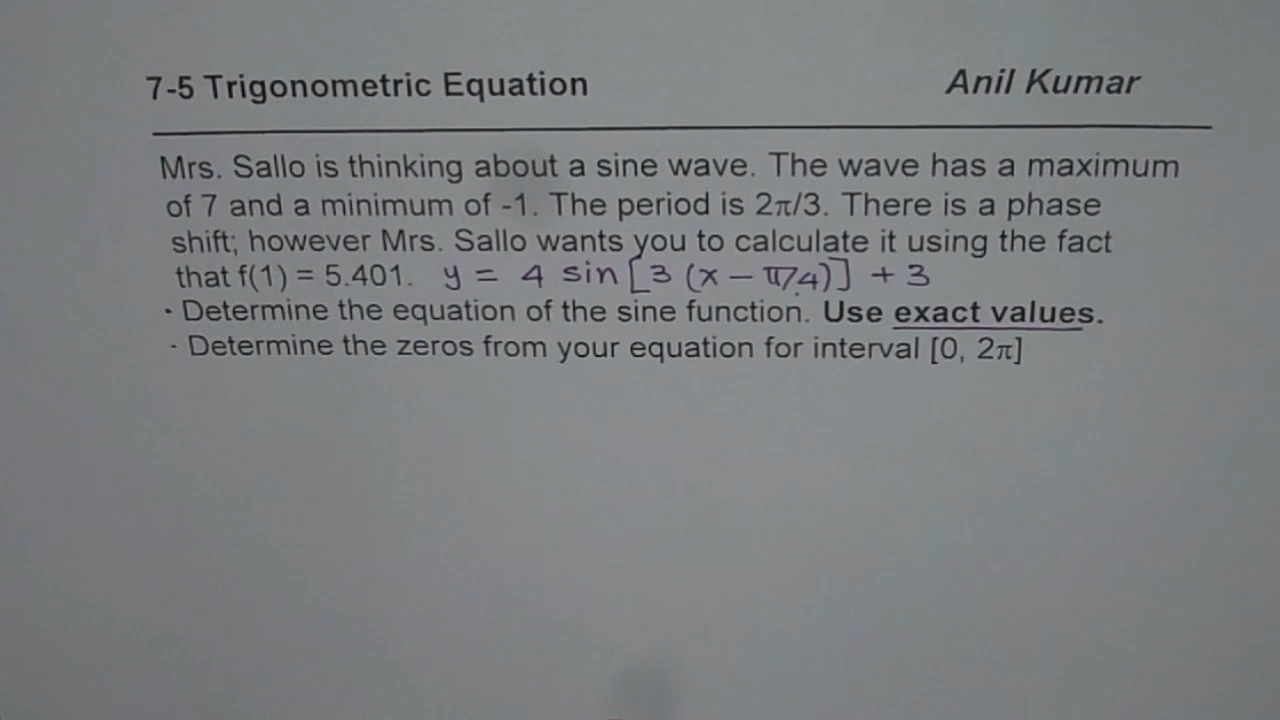 7-5 Trigonometric Equation Anil Kumar
Mrs. Sallo is thinking about a sine wave. The wave has a maximum
of 7 and a minimum of -1. The period is 2π/3. There is a phase
shift; however Mrs. Sallo wants you to calculate it using the fact
that f(1) = 5.401. y = 4 sin [3 (x – π/4)] + 3
· Determine the equation of the sine function. Use exact values.
- Determine the zeros from your equation for interval [0, 2π]